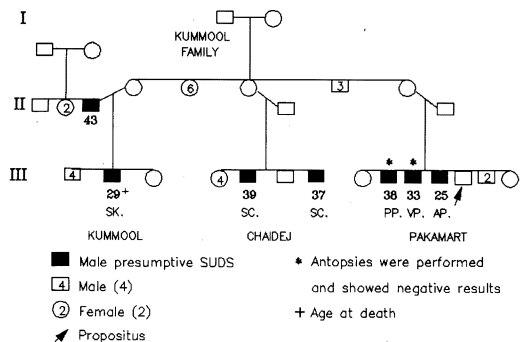 I
KUMMOOL
FAMILY
II
2
6
3
43
III
4
29+
SK.
4
39
SC.
37
SC.
*
*
2
38
33
25
PP.
VP.
AP.
KUMMOOL
CHAIDEJ
PAKAMART
Male presumptive SUDS
4 Male (4)
2 Female (2)
Propositus
* Antopsies were performed
and showed negative results
+ Age at death